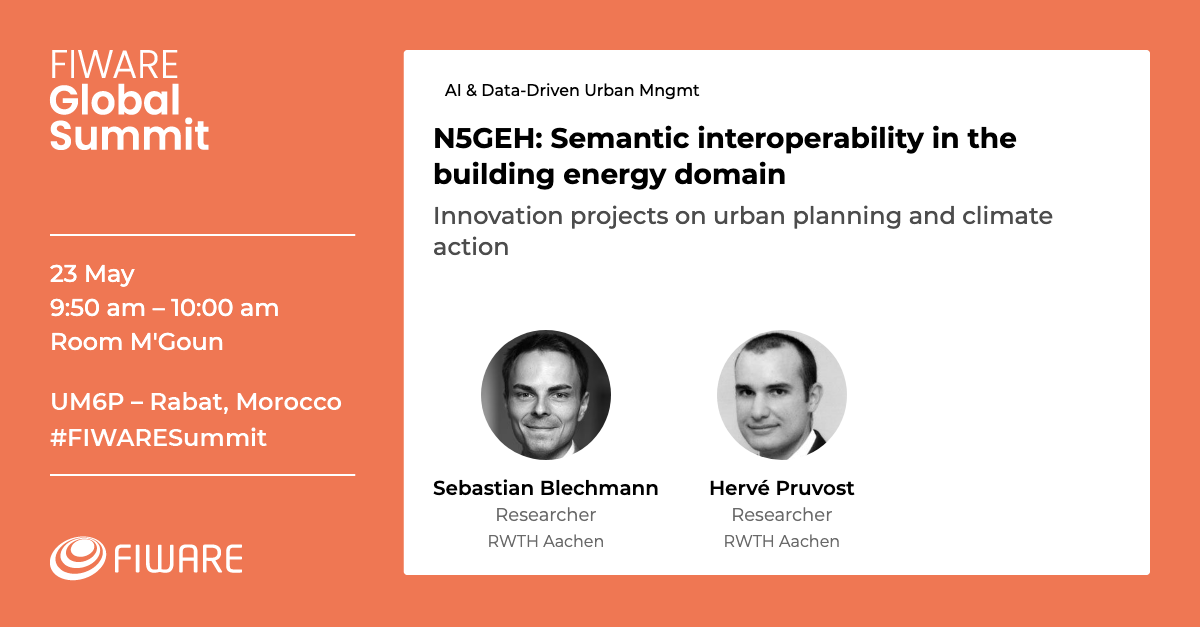 FIWARE
Global
Summit
23 May
9:50 am – 10:00 am
Room M'Goun
UM6P – Rabat, Morocco
#FIWARESummit
FIWARE
AI & Data-Driven Urban Mngmt
N5GEH: Semantic interoperability in the
building energy domain
Innovation projects on urban planning and climate
action
Sebastian Blechmann
Researcher
RWTH Aachen
Hervé Pruvost
Researcher
RWTH Aachen